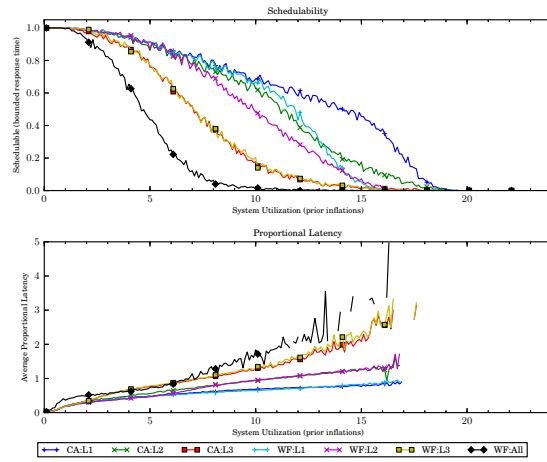 Schedulability
Schedulable (bounded response time)
1.0
0.8
0.6
0.4
0.2
0.0
0 5 10 15 20
System Utilization (prior inflations)
Proportional Latency
Average Proportional Latency
5
4
3
2
1
0
0 5 10 15 20
System Utilization (prior inflations)
CA:L1 CA:L2 CA:L3 WF:L1 WF:L2 WF:L3 WF:All